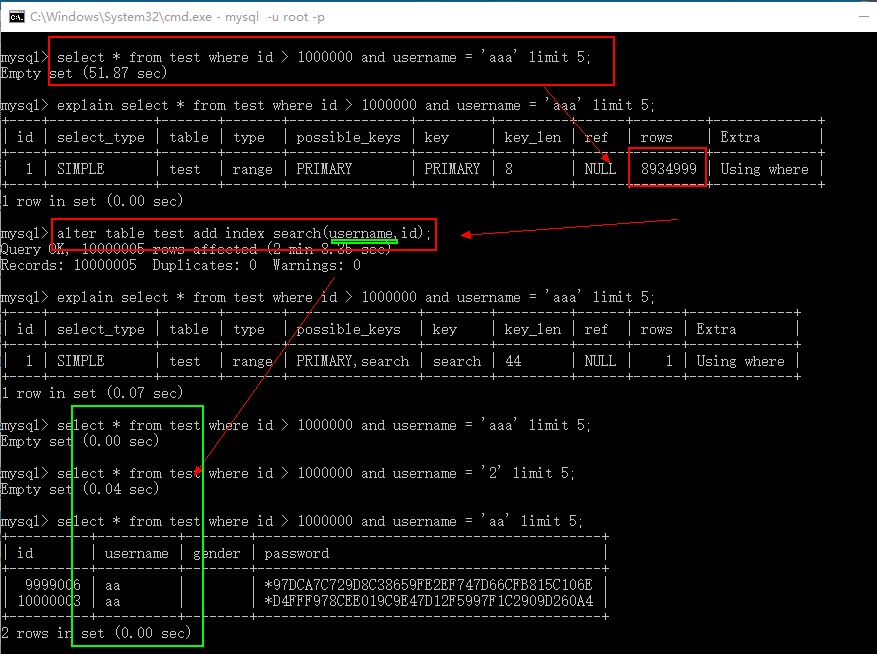 C:\Windows\System32\cmd.exe - mysql -u root -p
mysql> select * from test where id > 1000000 and username = 'aaa' limit 5;
Empty set (51.87 sec)
mysql> explain select * from test where id > 1000000 and username = 'aaa' limit 5;
+----+-------------+-------+-------+---------------+---------+---------+------+---------+-------------+
| id | select_type | table | type | possible_keys | key | key_len | ref | rows | Extra |
+----+-------------+-------+-------+---------------+---------+---------+------+---------+-------------+
| 1 | SIMPLE | test | range | PRIMARY | PRIMARY | 8 | NULL | 8934999 | Using where |
+----+-------------+-------+-------+---------------+---------+---------+------+---------+-------------+
1 row in set (0.00 sec)
mysql> alter table test add index search(username,id);
Query OK, 10000005 rows affected (2 min 8.35 sec)
Records: 10000005 Duplicates: 0 Warnings: 0
mysql> explain select * from test where id > 1000000 and username = 'aaa' limit 5;
+----+-------------+-------+-------+----------------+--------+---------+------+------+-------------+
| id | select_type | table | type | possible_keys | key | key_len | ref | rows | Extra |
+----+-------------+-------+-------+----------------+--------+---------+------+------+-------------+
| 1 | SIMPLE | test | range | PRIMARY,search | search | 44 | NULL | 1 | Using where |
+----+-------------+-------+-------+----------------+--------+---------+------+------+-------------+
1 row in set (0.07 sec)
mysql> select * from test where id > 1000000 and username = 'aaa' limit 5;
Empty set (0.00 sec)
mysql> select * from test where id > 1000000 and username = '2' limit 5;
Empty set (0.04 sec)
mysql> select * from test where id > 1000000 and username = 'aa' limit 5;
+----------+----------+--------+-------------------------------------------+
| id | username | gender | password |
+----------+----------+--------+-------------------------------------------+
| 9999006 | aa | | *97DCA7C729D8C38659FE2EF747D66CFB815C106E |
| 10000003 | aa | | *D4FFF978CEE019C9E47D12F5997F1C2909D260A4 |
+----------+----------+--------+-------------------------------------------+
2 rows in set (0.00 sec)